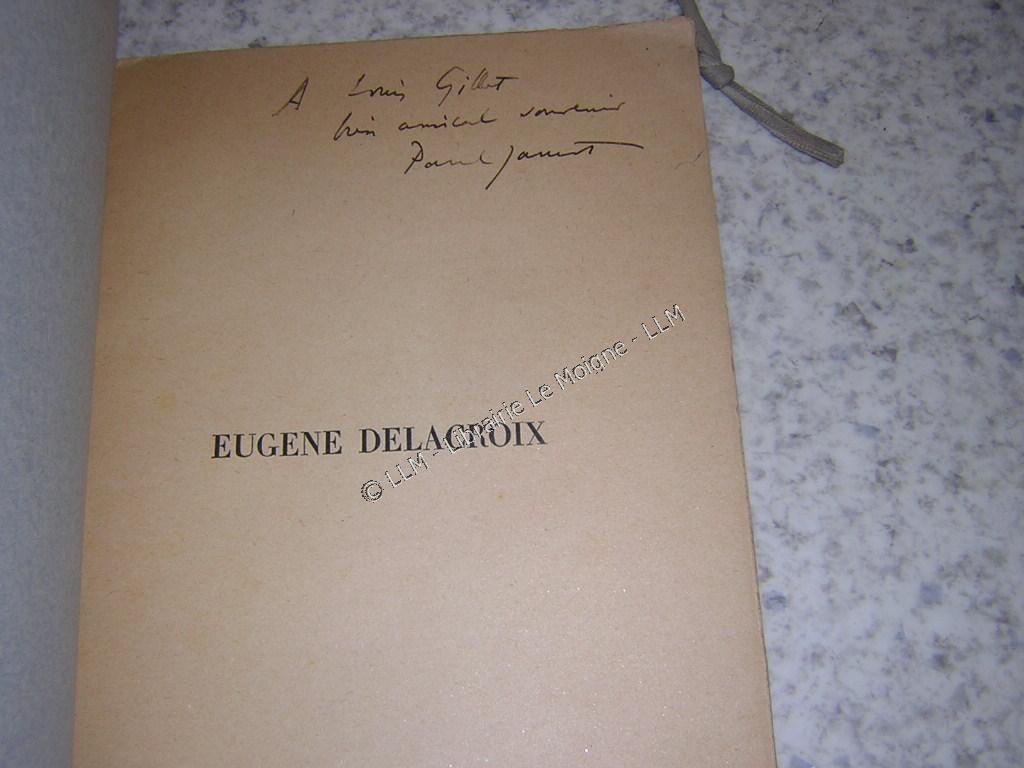 A Louis Gillet
bien amical souvenir
Paul Jamot
EUGENE DELACROIX
© LLM - Librairie Le Moigne - LLM